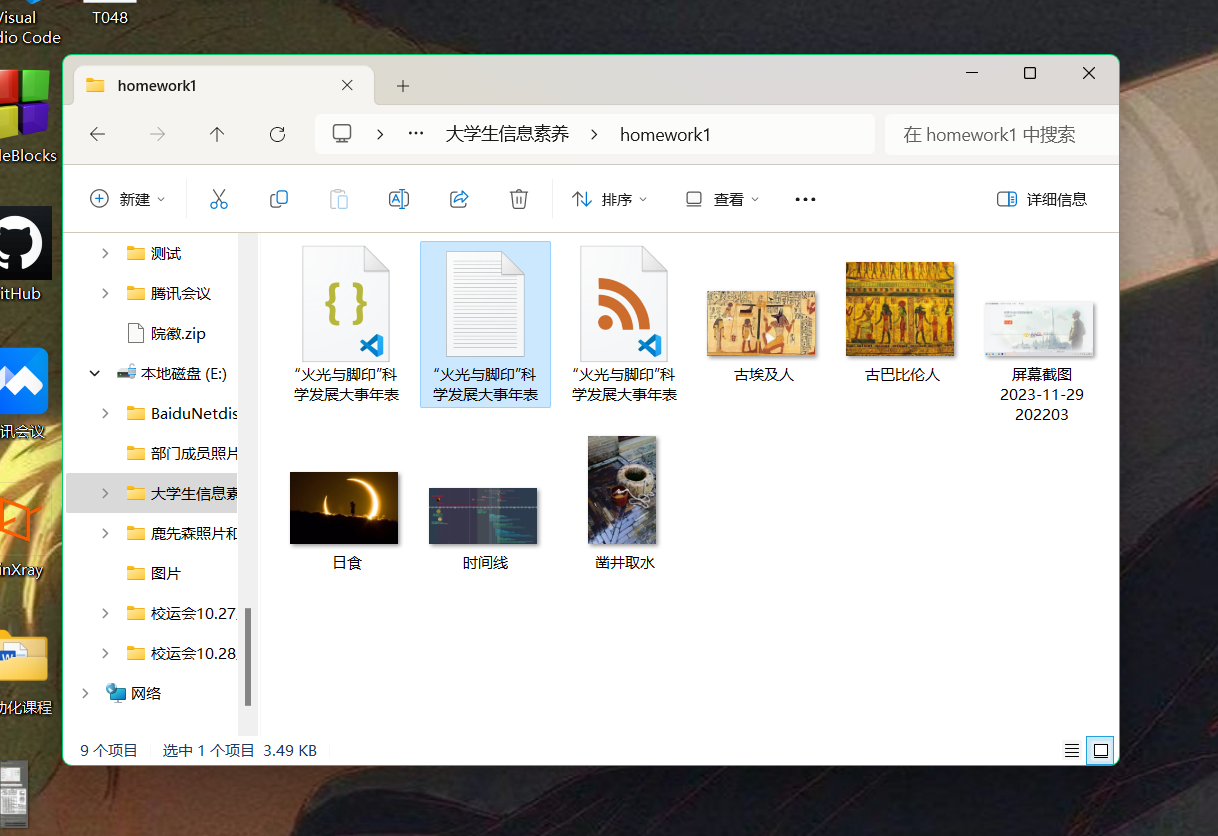 Visual
dio Code
T048
deBlocks
itHub
讯会议
inXray
动化课程
homework1
大学生信息素养
homework1
在 homework1 中搜索
新建
排序
查看
详细信息
测试
腾讯会议
院徽.zip
本地磁盘 (E:)
BaiduNetdis
部门成员照片
大学生信息素
鹿先森照片和
图片
校运会10.27
校运会10.28
网络
“火光与脚印”科
学发展大事年表
“火光与脚印”科
学发展大事年表
“火光与脚印”科
学发展大事年表
古埃及人
古巴比伦人
屏幕截图
2023-11-29
202203
日食
时间线
凿井取水
9 个项目
选中 1 个项目 3.49 KB